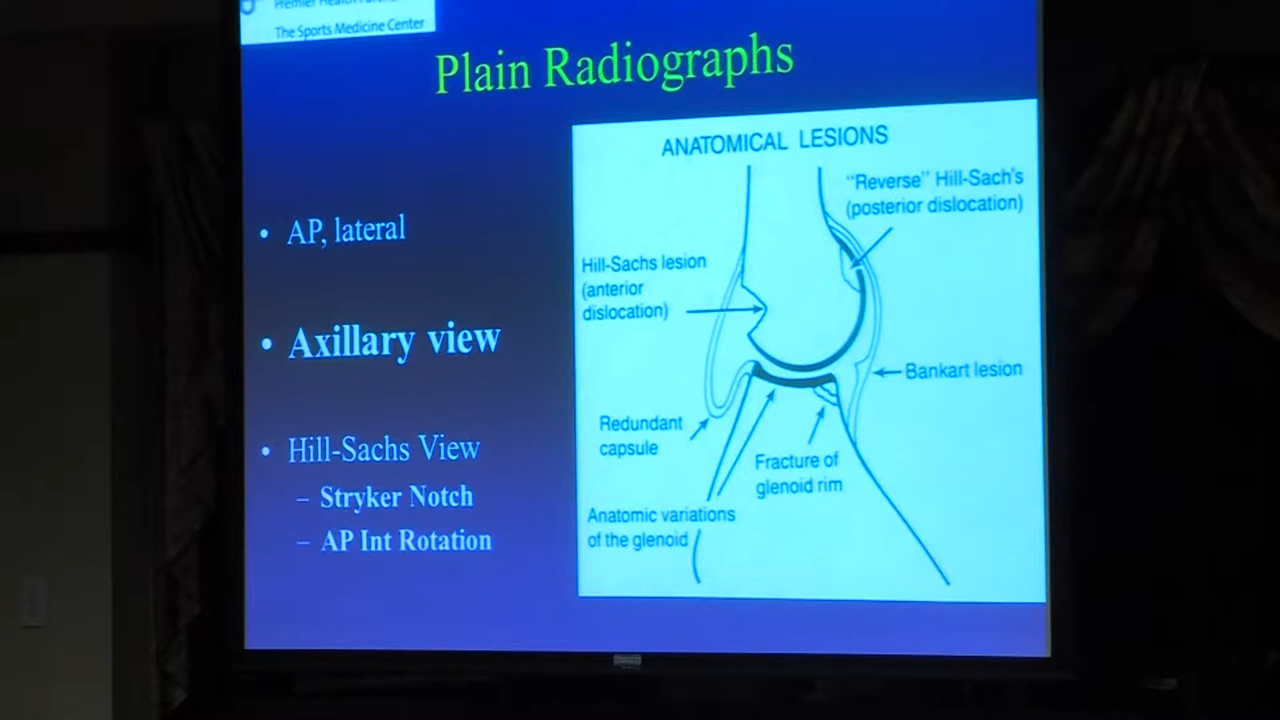 Premier Health
The Sports Medicine Center
Plain Radiographs
• AP, lateral
• Axillary view
• Hill-Sachs View
– Stryker Notch
– AP Int Rotation
ANATOMICAL LESIONS
"Reverse" Hill-Sach's
(posterior dislocation)
Hill-Sachs lesion
(anterior
dislocation)
Bankart lesion
Redundant
capsule
Fracture of
glenoid rim
Anatomic variations
of the glenoid